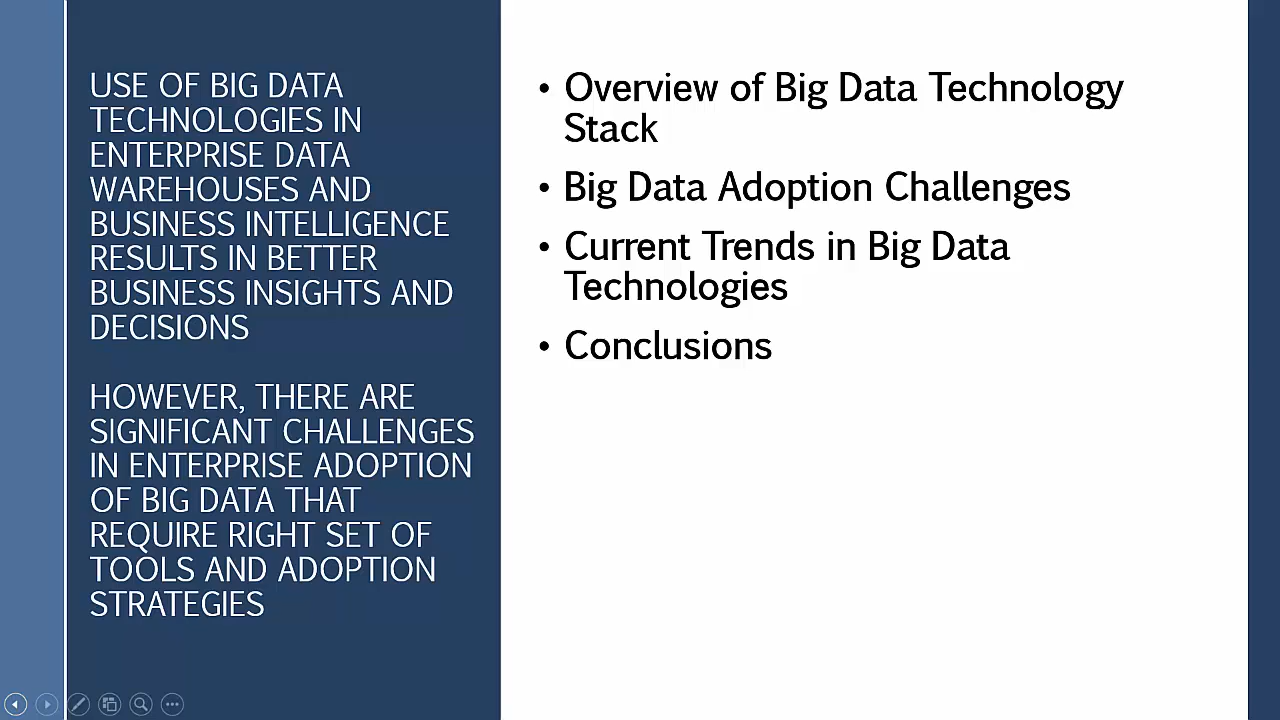 USE OF BIG DATA
TECHNOLOGIES IN
ENTERPRISE DATA
WAREHOUSES AND
BUSINESS INTELLIGENCE
RESULTS IN BETTER
BUSINESS INSIGHTS AND
DECISIONS
HOWEVER, THERE ARE
SIGNIFICANT CHALLENGES
IN ENTERPRISE ADOPTION
OF BIG DATA THAT
REQUIRE RIGHT SET OF
TOOLS AND ADOPTION
STRATEGIES
• Overview of Big Data Technology
Stack
• Big Data Adoption Challenges
• Current Trends in Big Data
Technologies
• Conclusions